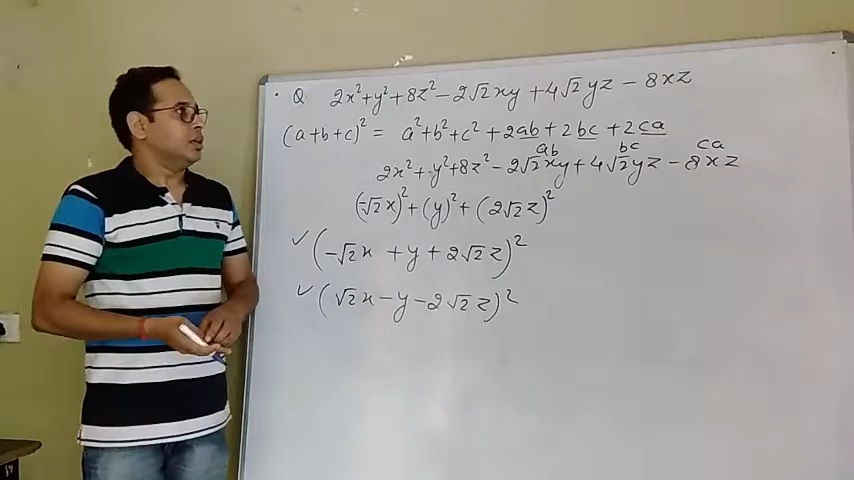 Q 2x²+y²+8z²-2√2xy+4√2yz-8xz
(a+b+c)² = a²+b²+c²+2ab+2bc+2ca
ab bc ca
2x²+y²+8z²-2√2xy+4√2yz-8xz
(-√2x)²+(y)²+(2√2z)²
✓ (-√2x+y+2√2z)²
✓ (√2x-y-2√2z)²